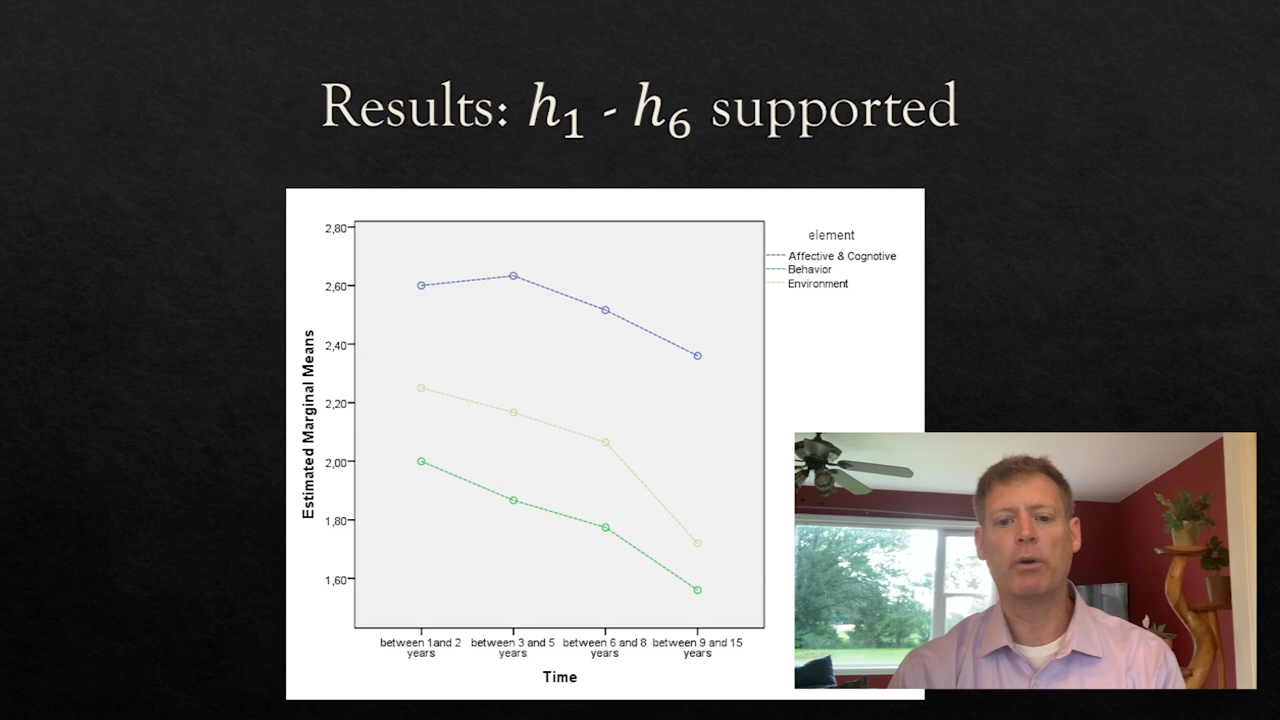 Results: h₁ - h₆ supported
element
Affective & Cognotive
Behavior
Environment
Estimated Marginal Means
2,80
2,60
2,40
2,20
2,00
1,80
1,60
between 1and 2 years
between 3 and 5 years
between 6 and 8 years
between 9 and 15 years
Time